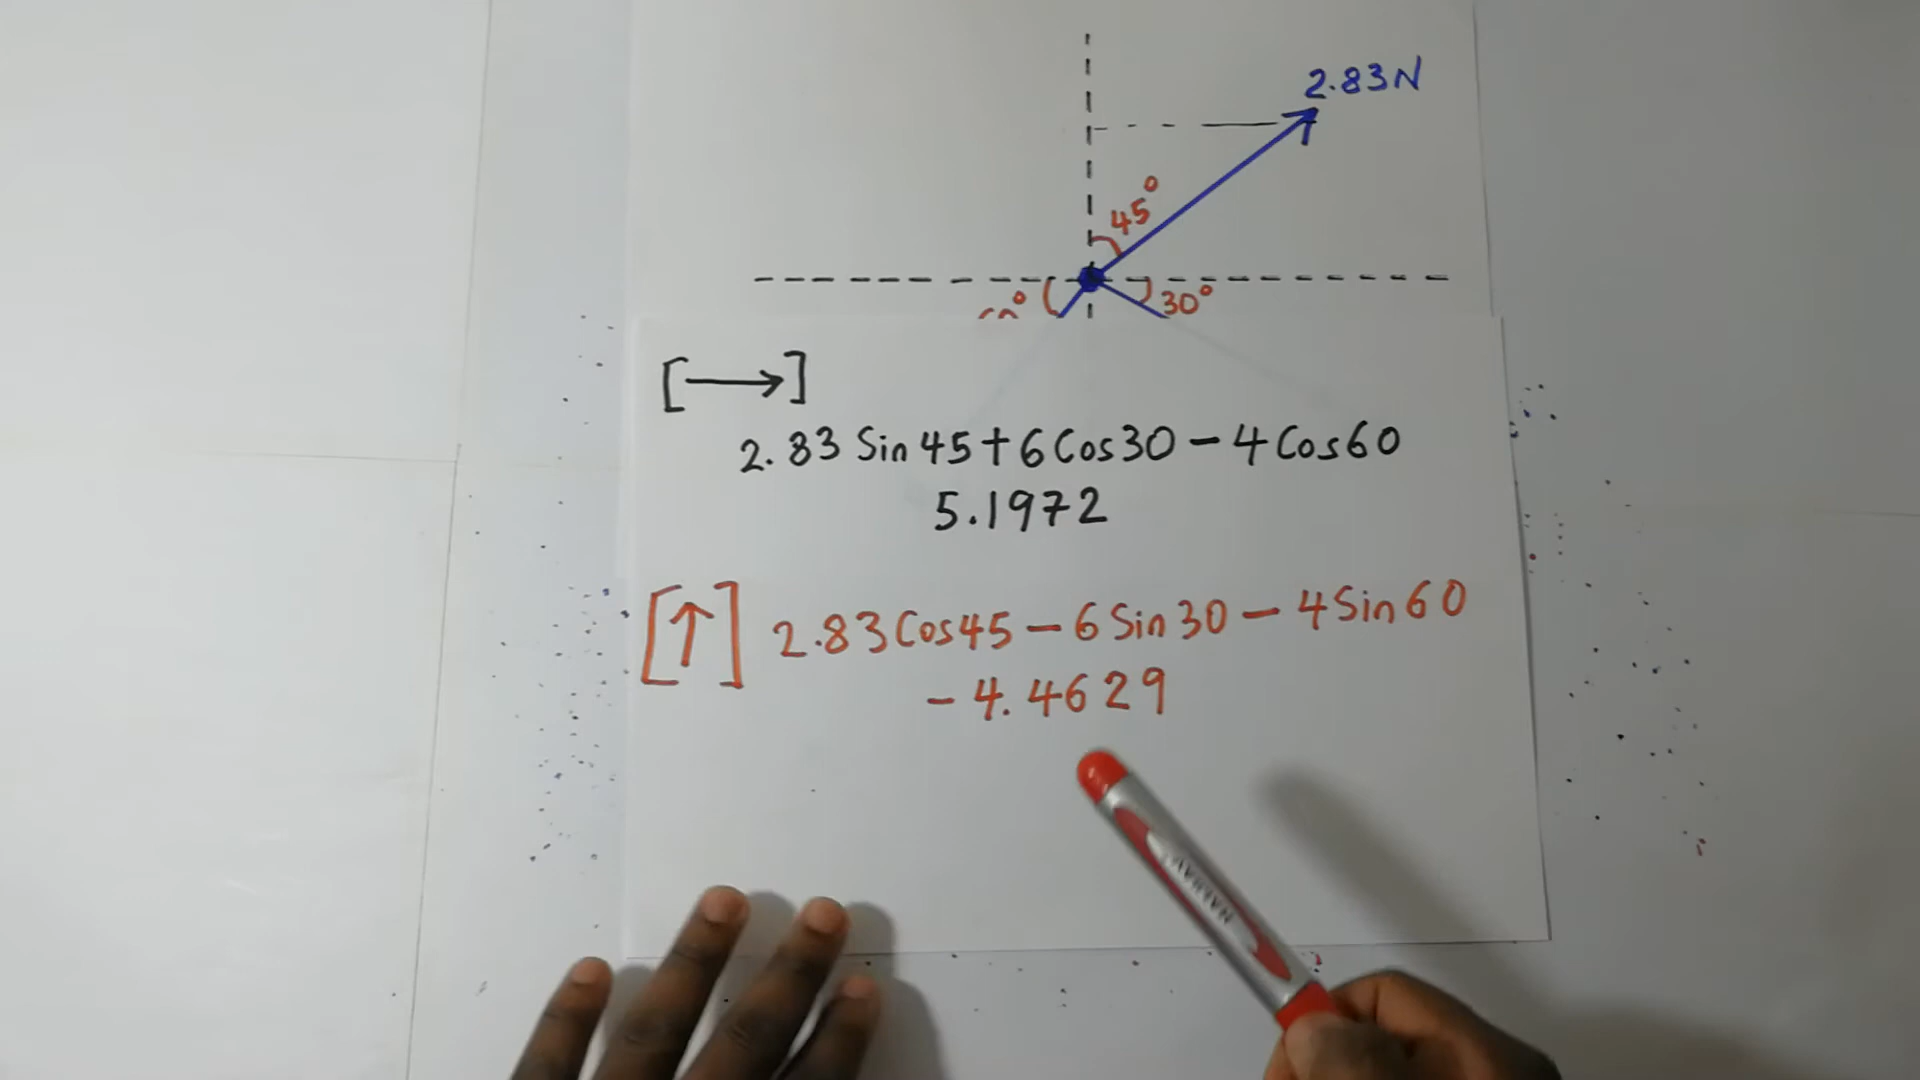 2.83N
45°
30°
[→]
2.83 Sin 45 + 6 Cos 30 - 4 Cos 60
5.1972
[↑] 2.83 Cos 45 - 6 Sin 30 - 4 Sin 60
- 4.4629